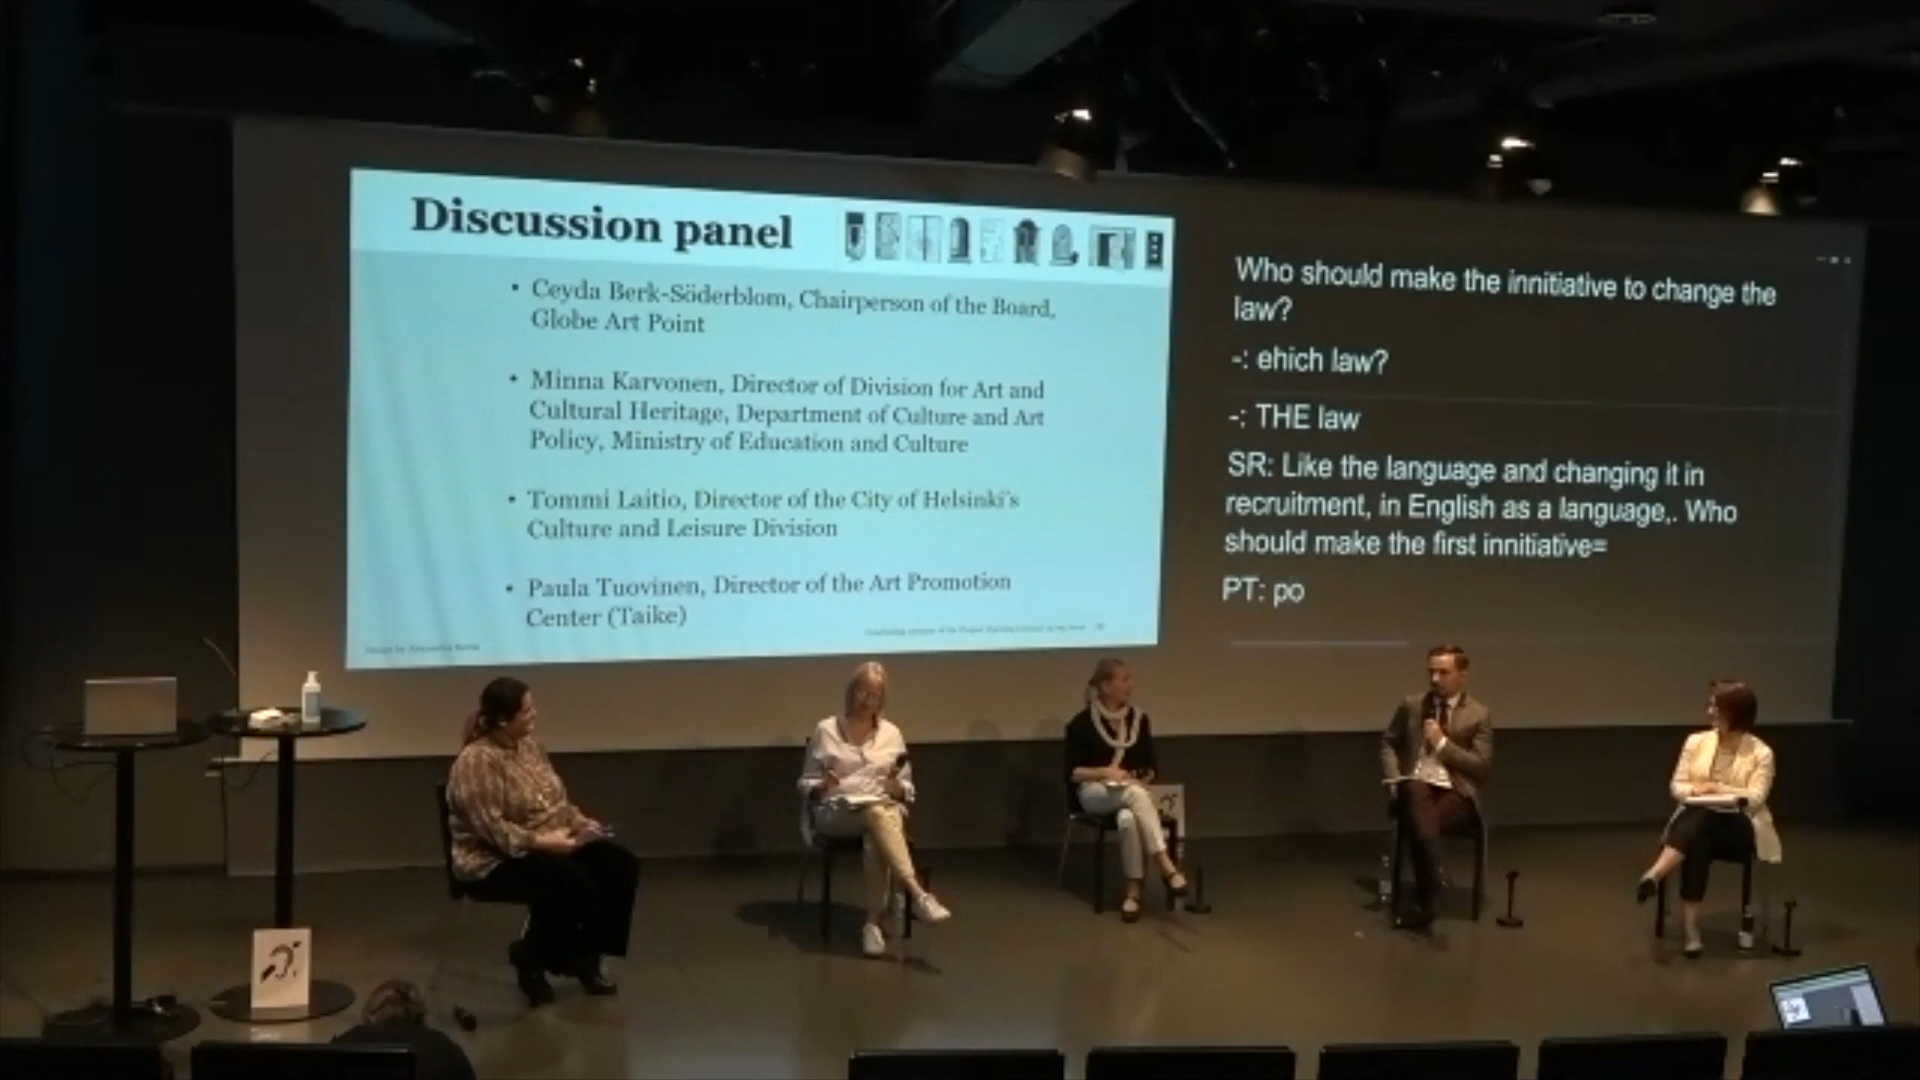 Discussion panel
• Ceyda Berk-Söderblom, Chairperson of the Board,
Globe Art Point
• Minna Karvonen, Director of Division for Art and
Cultural Heritage, Department of Culture and Art
Policy, Ministry of Education and Culture
• Tommi Laitio, Director of the City of Helsinki's
Culture and Leisure Division
• Paula Tuovinen, Director of the Art Promotion
Center (Taike)
Who should make the innitiative to change the
law?
-: ehich law?
-: THE law
SR: Like the language and changing it in
recruitment, in English as a language,. Who
should make the first innitiative=
PT: po